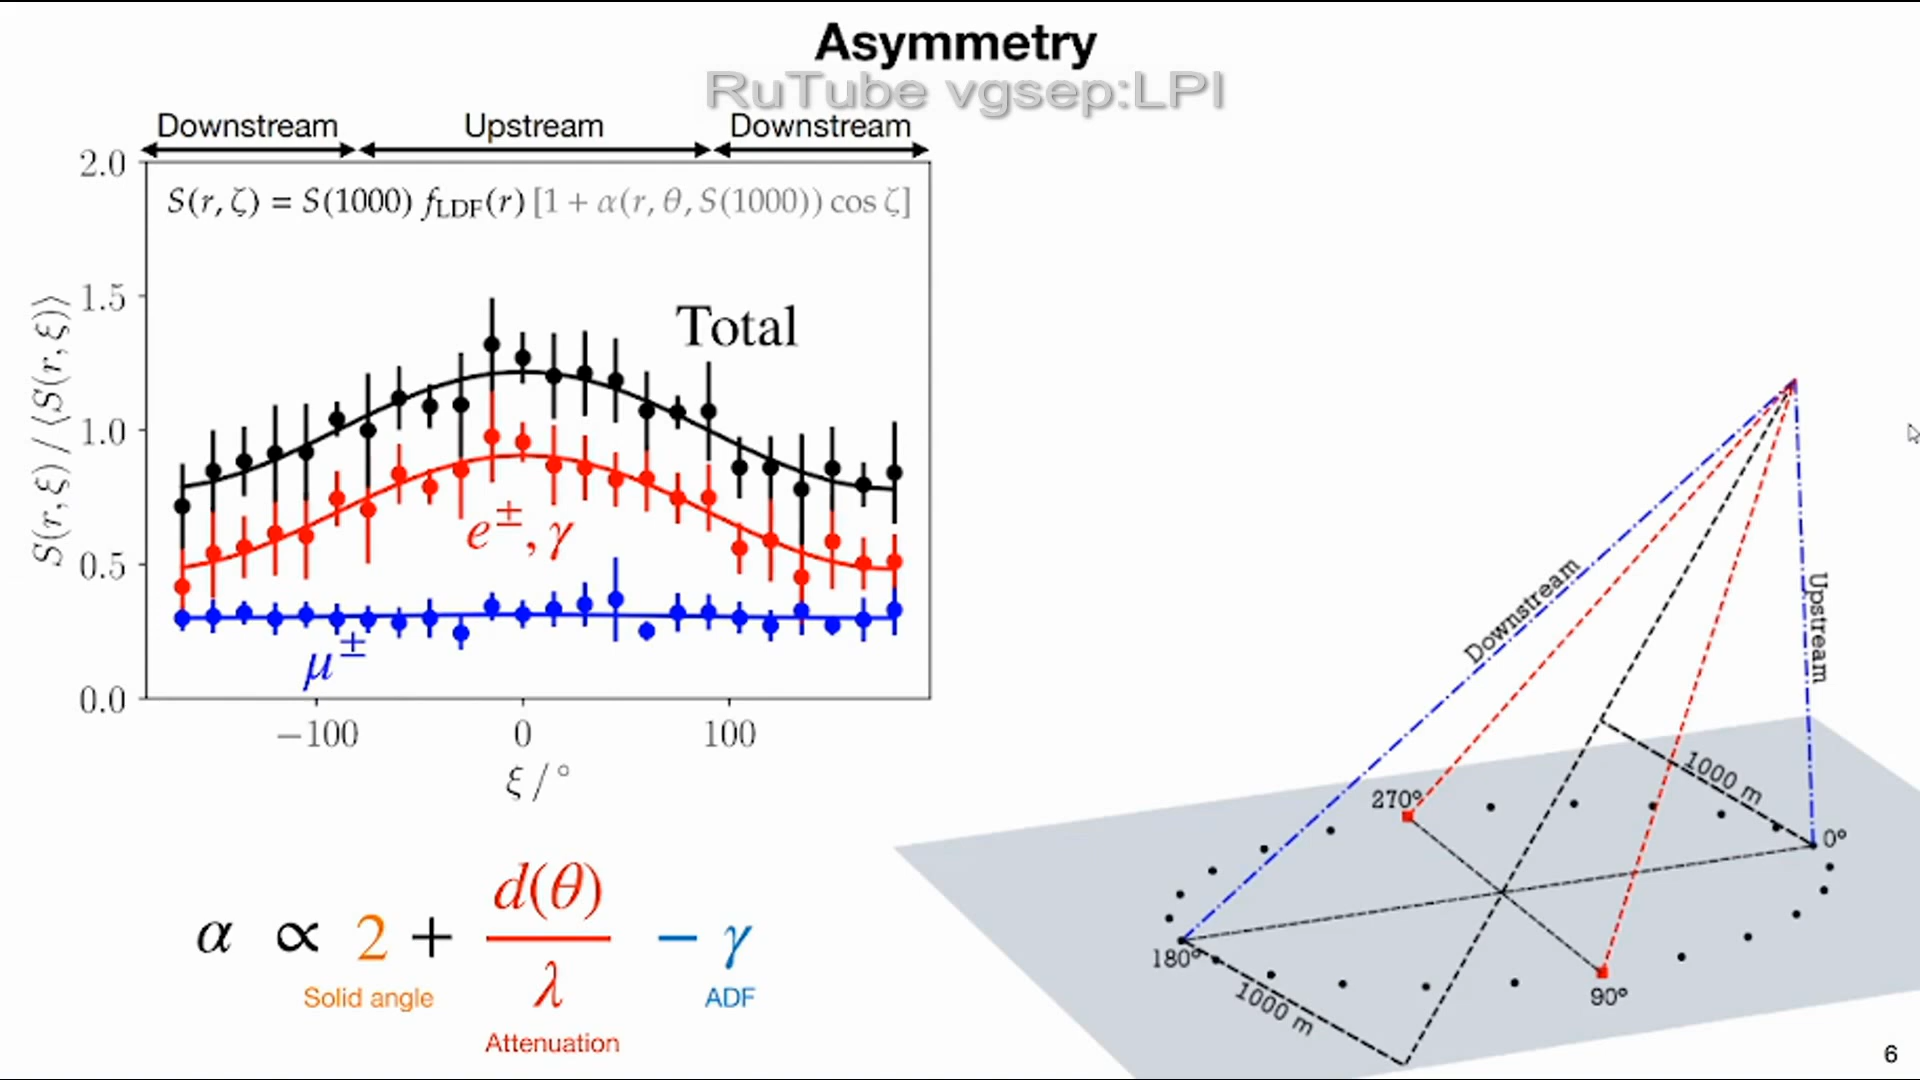 Asymmetry
RuTube vgsep:LPI
Downstream
Upstream
Downstream
2.0
1.5
1.0
0.5
0.0
S(r, ζ) = S(1000) f_LDF(r) [1 + α(r, θ, S(1000)) cos ζ]
Total
e±, γ
μ±
S(r, ξ) / ⟨S(r, ξ)⟩
−100
0
100
ξ / °
α ∝ 2 + d(θ)/λ − γ
Solid angle
Attenuation
ADF
Downstream
Upstream
1000 m
270°
0°
180°
1000 m
90°
6